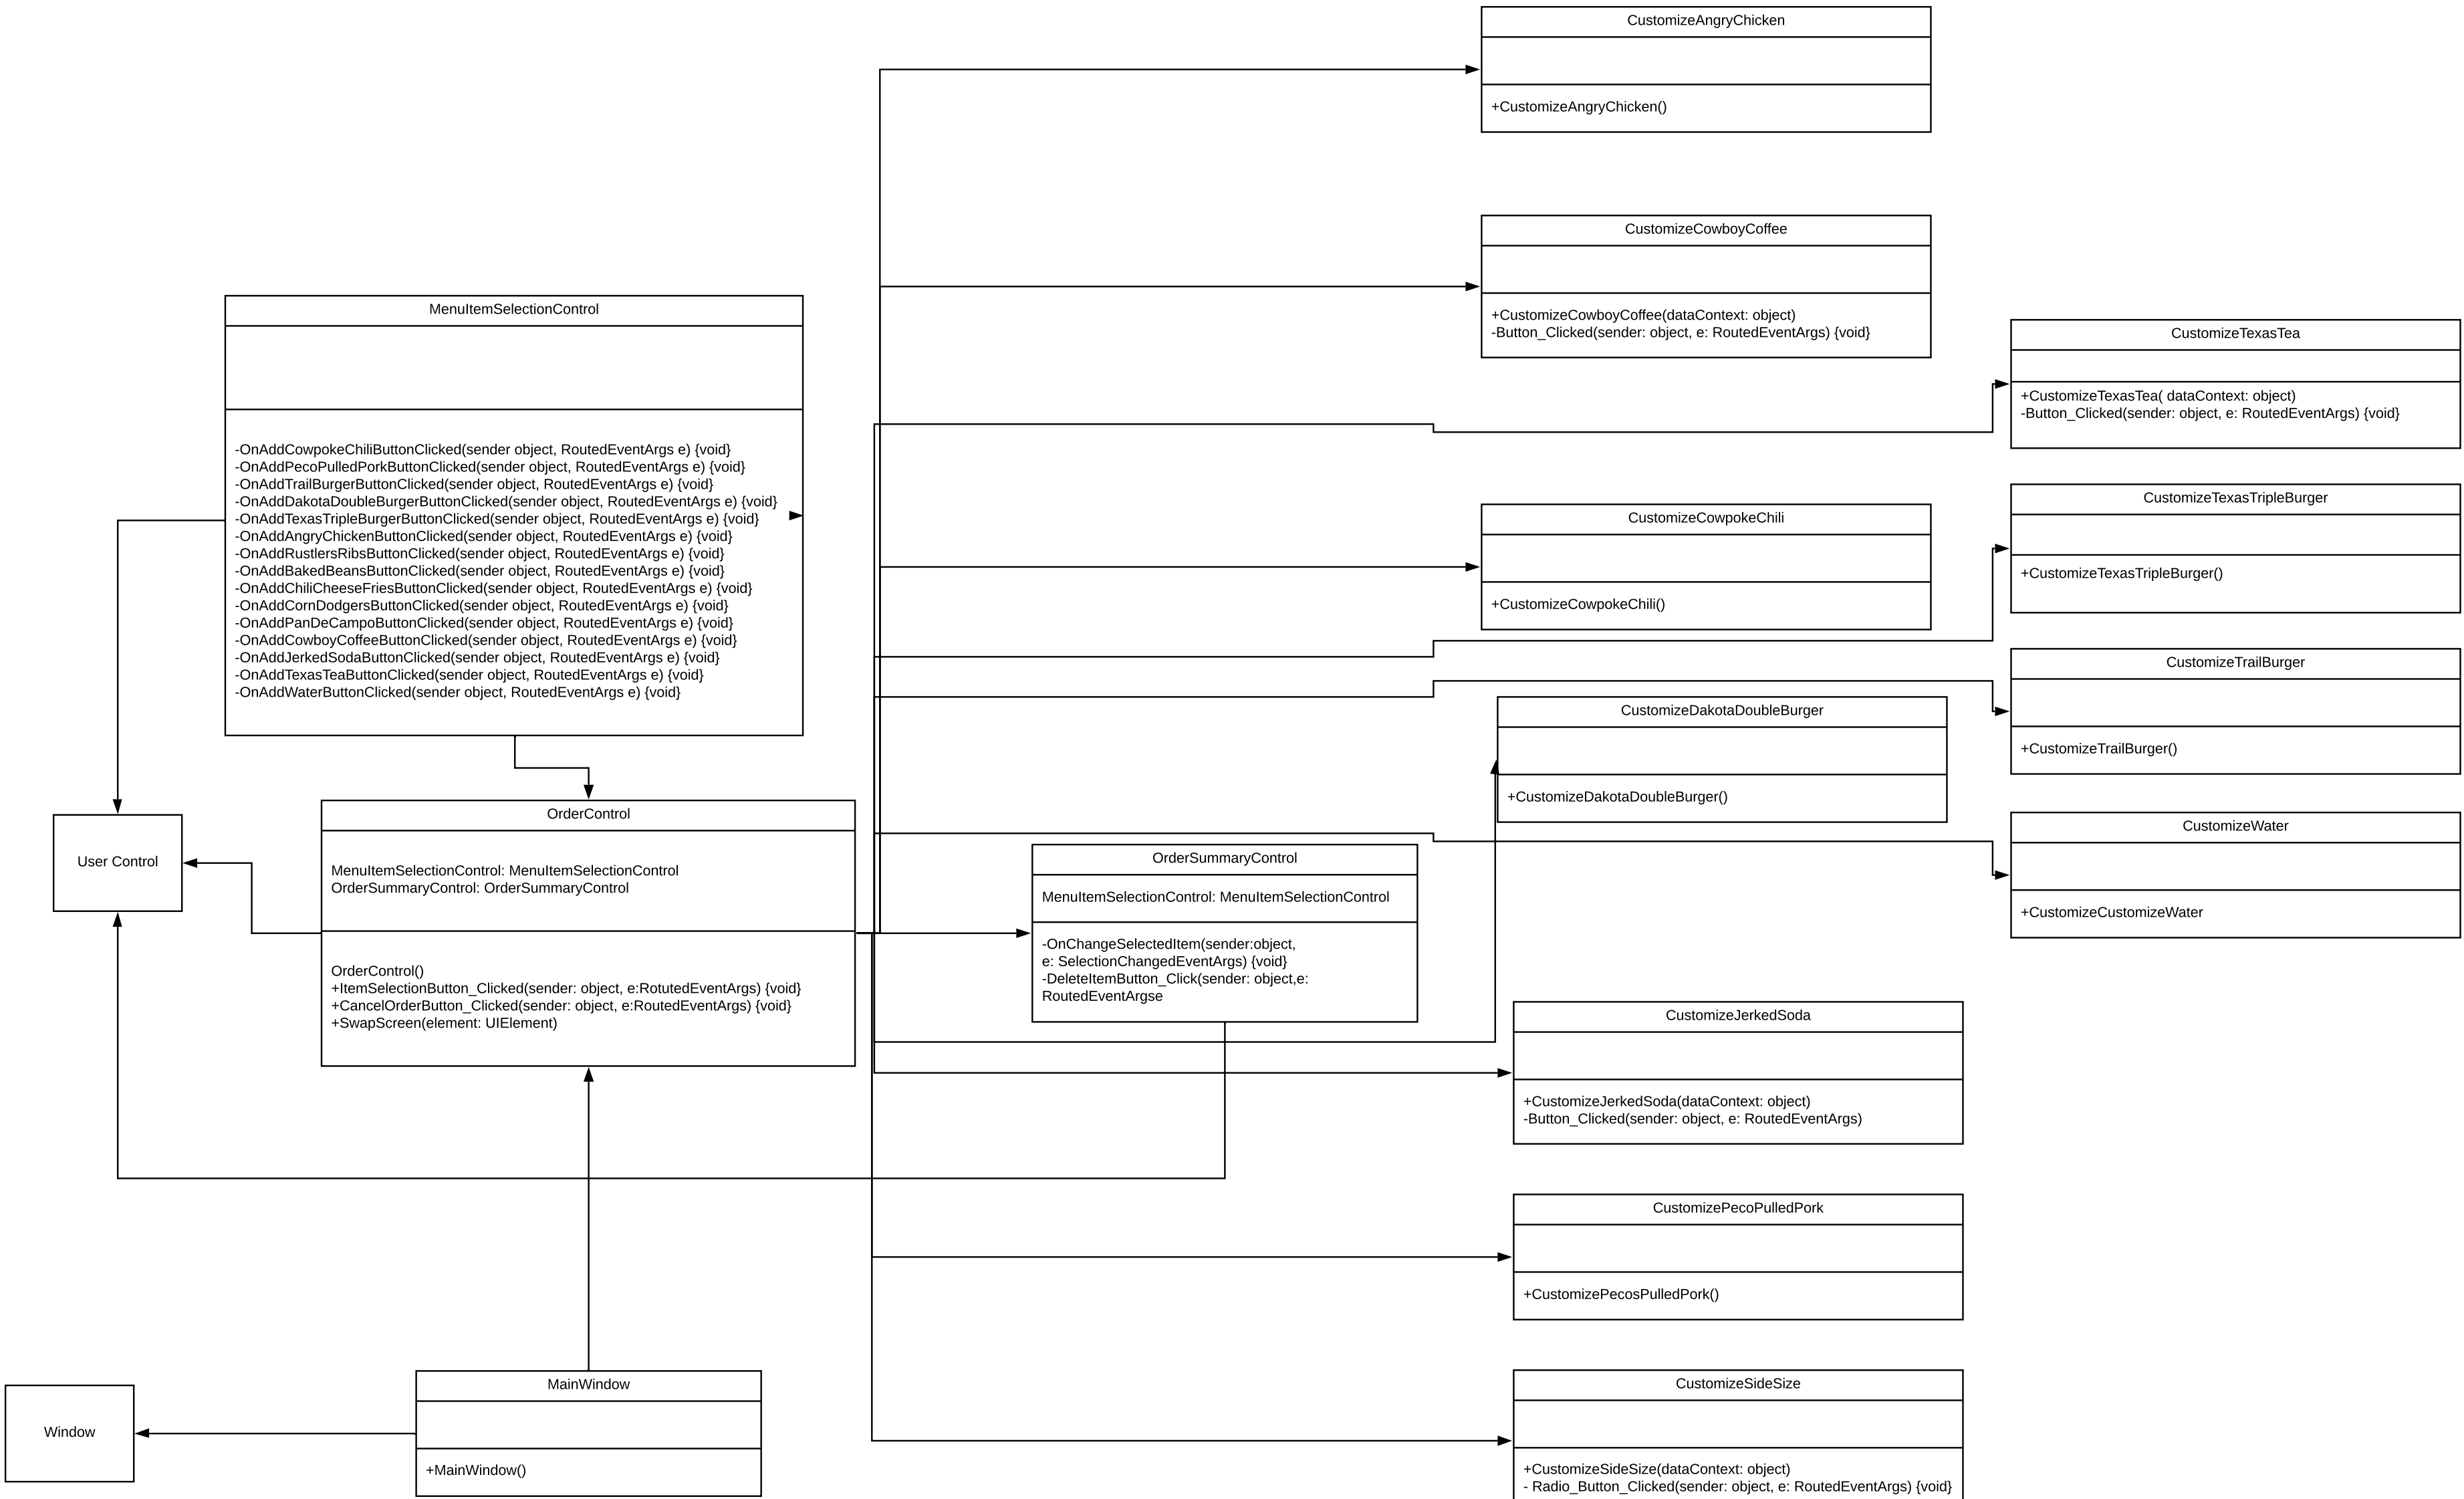 CustomizeAngryChicken
+CustomizeAngryChicken()
CustomizeCowboyCoffee
+CustomizeCowboyCoffee(dataContext: object)
-Button_Clicked(sender: object, e: RoutedEventArgs) {void}
MenuItemSelectionControl
-OnAddCowpokeChiliButtonClicked(sender object, RoutedEventArgs e) {void}
-OnAddPecoPulledPorkButtonClicked(sender object, RoutedEventArgs e) {void}
-OnAddTrailBurgerButtonClicked(sender object, RoutedEventArgs e) {void}
-OnAddDakotaDoubleBurgerButtonClicked(sender object, RoutedEventArgs e) {void}
-OnAddTexasTripleBurgerButtonClicked(sender object, RoutedEventArgs e) {void}
-OnAddAngryChickenButtonClicked(sender object, RoutedEventArgs e) {void}
-OnAddRustlersRibsButtonClicked(sender object, RoutedEventArgs e) {void}
-OnAddBakedBeansButtonClicked(sender object, RoutedEventArgs e) {void}
-OnAddChiliCheeseFriesButtonClicked(sender object, RoutedEventArgs e) {void}
-OnAddCornDodgersButtonClicked(sender object, RoutedEventArgs e) {void}
-OnAddPanDeCampoButtonClicked(sender object, RoutedEventArgs e) {void}
-OnAddCowboyCoffeeButtonClicked(sender object, RoutedEventArgs e) {void}
-OnAddJerkedSodaButtonClicked(sender object, RoutedEventArgs e) {void}
-OnAddTexasTeaButtonClicked(sender object, RoutedEventArgs e) {void}
-OnAddWaterButtonClicked(sender object, RoutedEventArgs e) {void}
CustomizeTexasTea
+CustomizeTexasTea( dataContext: object)
-Button_Clicked(sender: object, e: RoutedEventArgs) {void}
CustomizeCowpokeChili
+CustomizeCowpokeChili()
CustomizeTexasTripleBurger
+CustomizeTexasTripleBurger()
CustomizeTrailBurger
+CustomizeTrailBurger()
CustomizeDakotaDoubleBurger
+CustomizeDakotaDoubleBurger()
User Control
OrderControl
MenuItemSelectionControl: MenuItemSelectionControl
OrderSummaryControl: OrderSummaryControl
OrderControl()
+ItemSelectionButton_Clicked(sender: object, e:RotutedEventArgs) {void}
+CancelOrderButton_Clicked(sender: object, e:RoutedEventArgs) {void}
+SwapScreen(element: UIElement)
OrderSummaryControl
MenuItemSelectionControl: MenuItemSelectionControl
-OnChangeSelectedItem(sender:object,
e: SelectionChangedEventArgs) {void}
-DeleteItemButton_Click(sender: object,e:
RoutedEventArgse
CustomizeWater
+CustomizeCustomizeWater
CustomizeJerkedSoda
+CustomizeJerkedSoda(dataContext: object)
-Button_Clicked(sender: object, e: RoutedEventArgs)
CustomizePecoPulledPork
+CustomizePecosPulledPork()
Window
MainWindow
+MainWindow()
CustomizeSideSize
+CustomizeSideSize(dataContext: object)
- Radio_Button_Clicked(sender: object, e: RoutedEventArgs) {void}